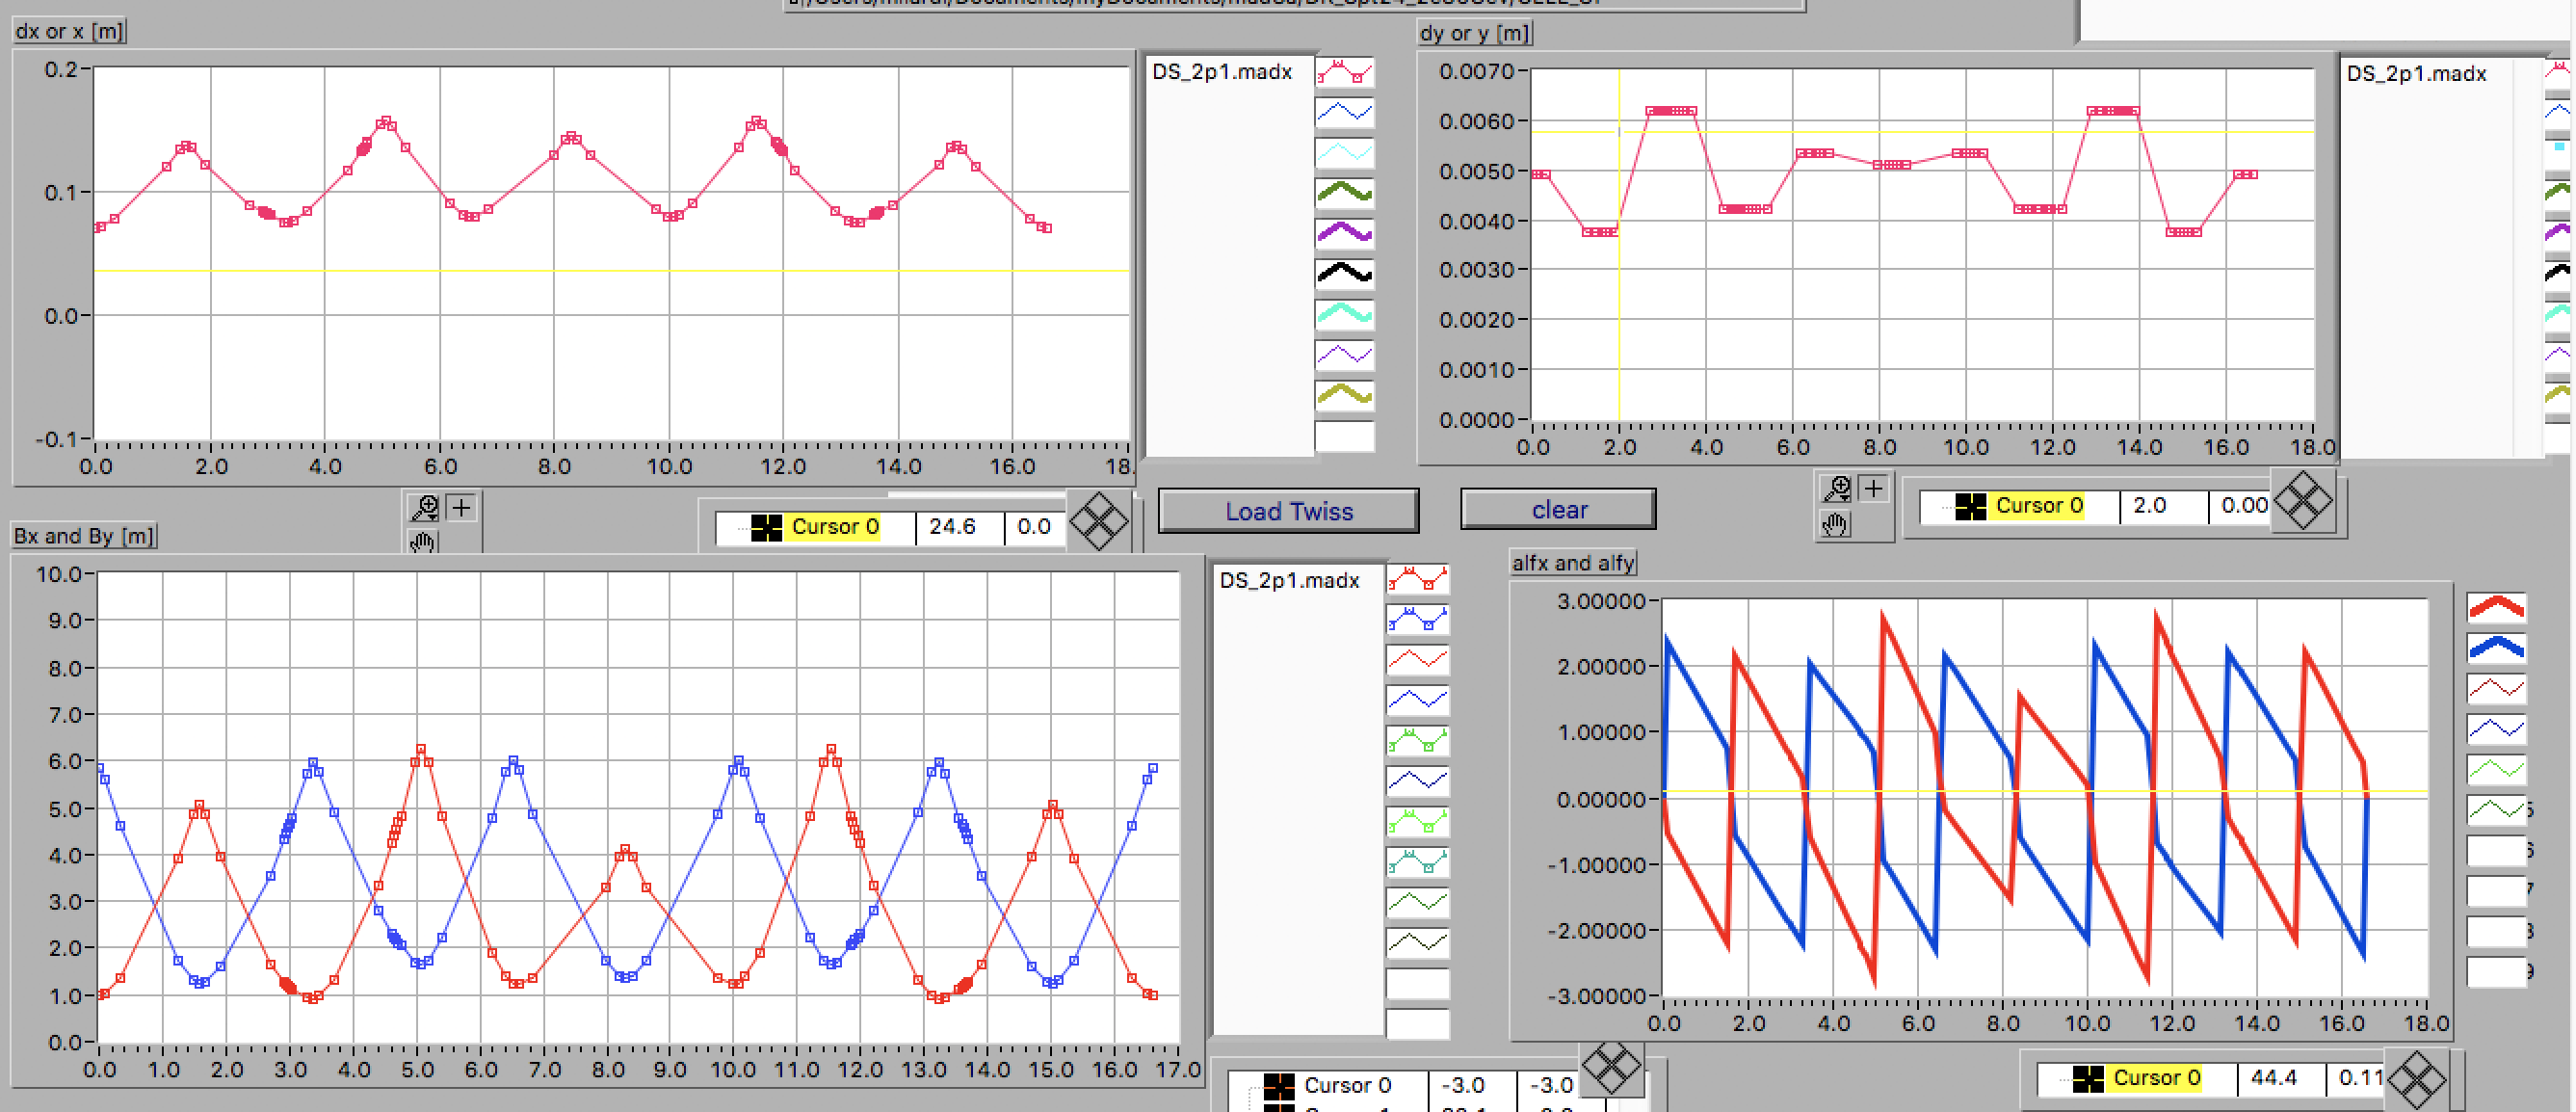 dx or x [m]
0.2
0.1
0.0
-0.1
0.0 2.0 4.0 6.0 8.0 10.0 12.0 14.0 16.0 18.
DS_2p1.madx
dy or y [m]
0.0070
0.0060
0.0050
0.0040
0.0030
0.0020
0.0010
0.0000
0.0 2.0 4.0 6.0 8.0 10.0 12.0 14.0 16.0 18.0
DS_2p1.madx
Cursor 0 24.6 0.0
Load Twiss
clear
Cursor 0 2.0 0.00
Bx and By [m]
10.0
9.0
8.0
7.0
6.0
5.0
4.0
3.0
2.0
1.0
0.0
0.0 1.0 2.0 3.0 4.0 5.0 6.0 7.0 8.0 9.0 10.0 11.0 12.0 13.0 14.0 15.0 16.0 17.0
DS_2p1.madx
alfx and alfy
3.00000
2.00000
1.00000
0.00000
-1.00000
-2.00000
-3.00000
0.0 2.0 4.0 6.0 8.0 10.0 12.0 14.0 16.0 18.0
Cursor 0 -3.0 -3.0
Cursor 0 44.4 0.11